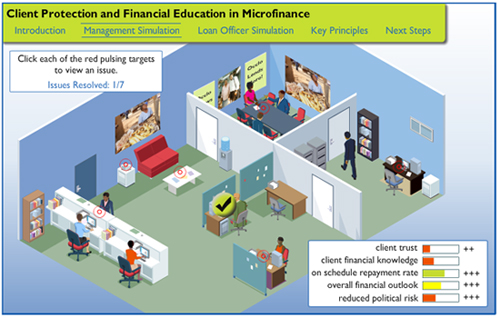 Client Protection and Financial Education in Microfinance
Introduction Management Simulation Loan Officer Simulation Key Principles Next Steps
Click each of the red pulsing targets
to view an issue.
Issues Resolved: 1/7
client trust ++
client financial knowledge
on schedule repayment rate +++
overall financial outlook +++
reduced political risk +++